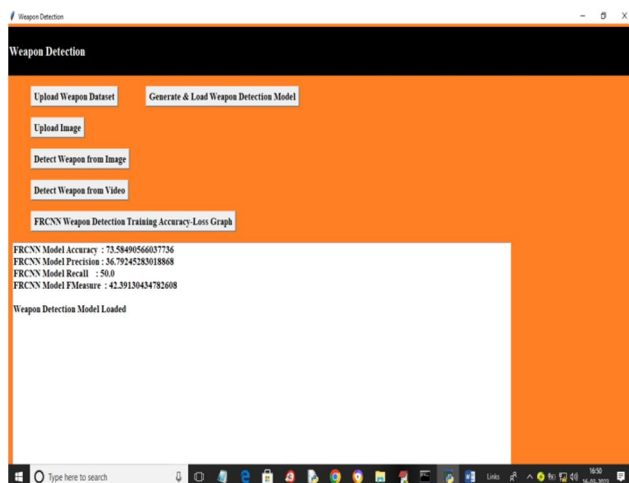 Weapon Detection
Weapon Detection
Upload Weapon Dataset Generate & Load Weapon Detection Model
Upload Image
Detect Weapon from Image
Detect Weapon from Video
FRCNN Weapon Detection Training Accuracy-Loss Graph
FRCNN Model Accuracy : 73.58490566037736
FRCNN Model Precision : 36.79245283018868
FRCNN Model Recall : 50.0
FRCNN Model FMeasure : 42.39130434782608
Weapon Detection Model Loaded
Type here to search Links 16:50